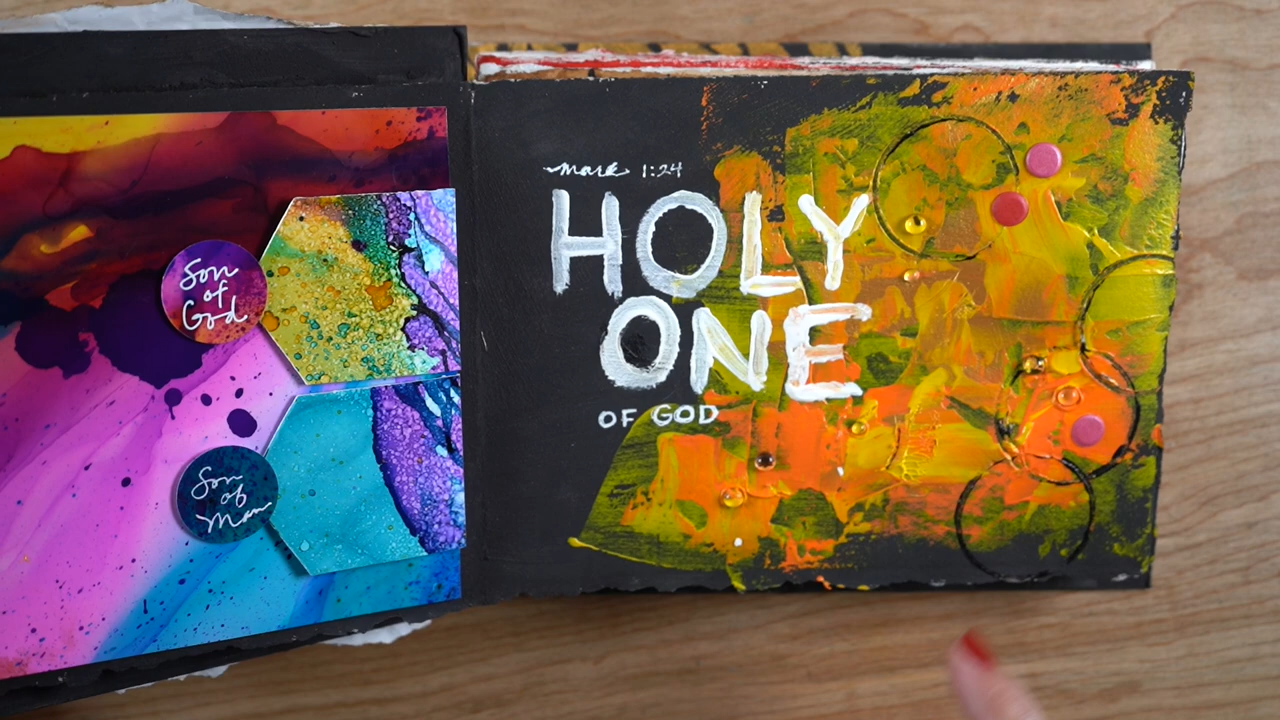 Son
of
God
Son
of
Man
Mark 1:24
HOLY
ONE
OF GOD